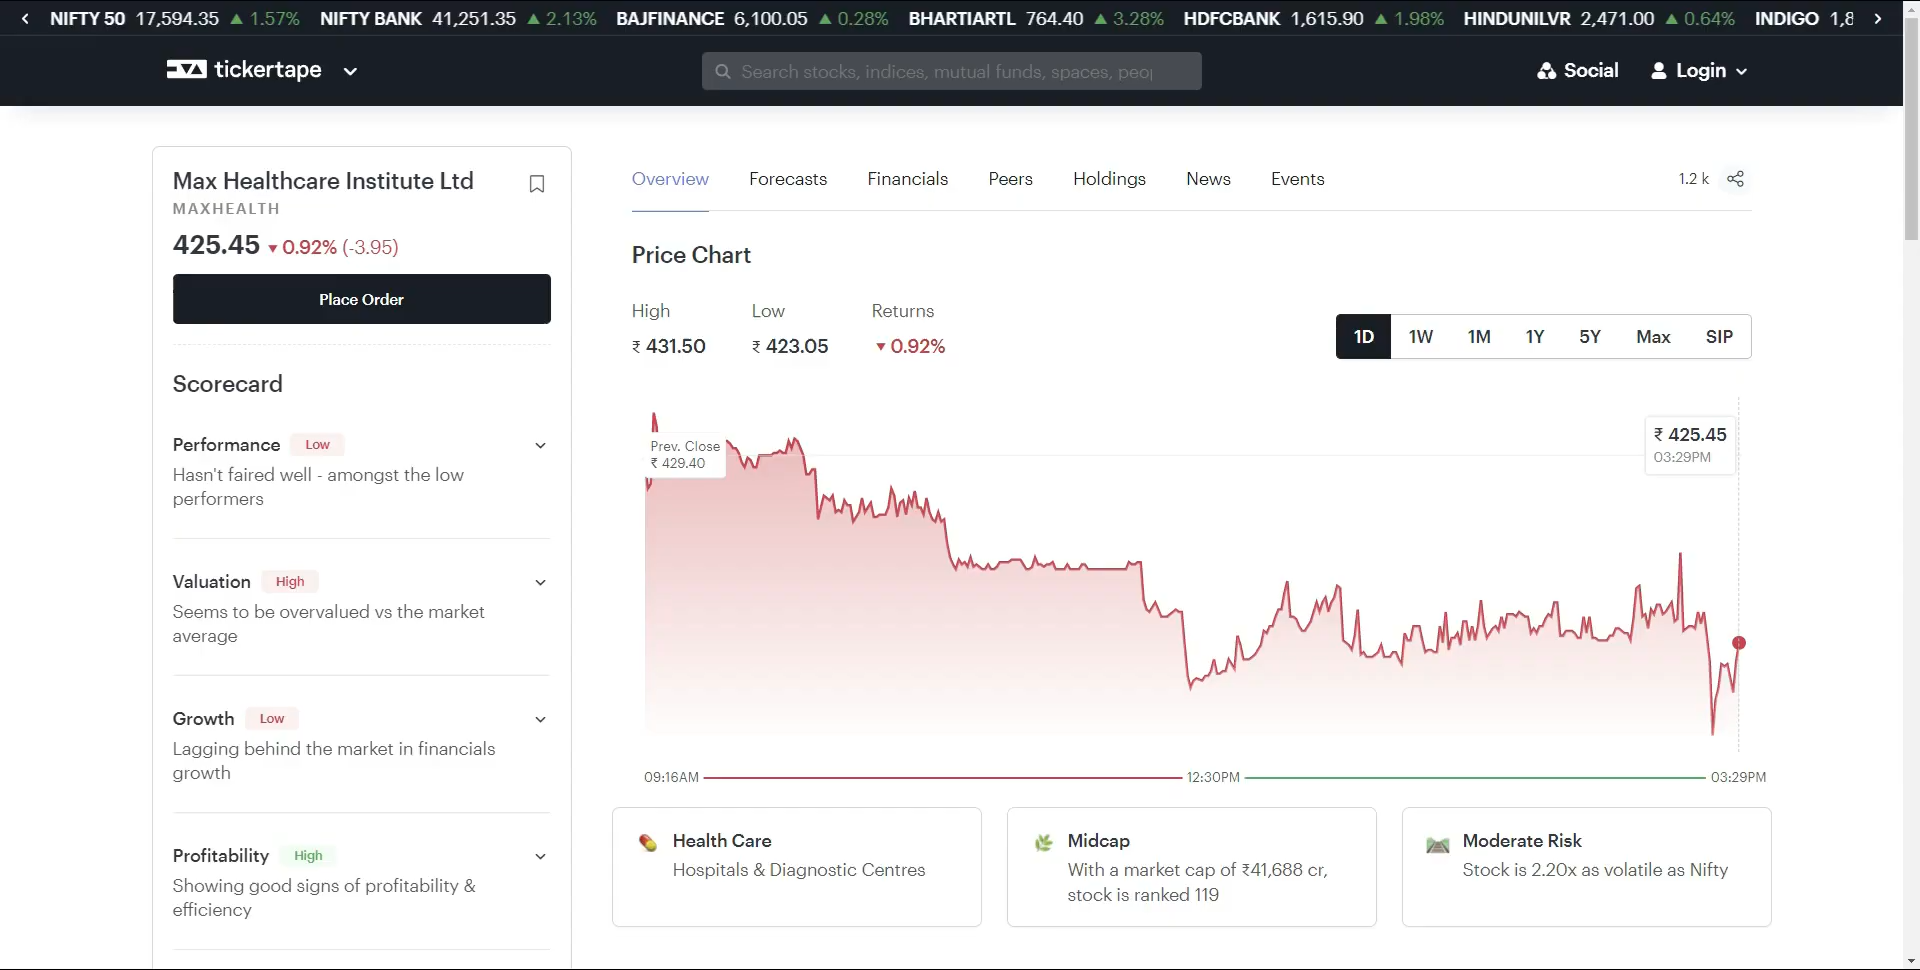 NIFTY 50 17,594.35 ▲ 1.57% NIFTY BANK 41,251.35 ▲ 2.13% BAJFINANCE 6,100.05 ▲ 0.28% BHARTIARTL 764.40 ▲ 3.28% HDFCBANK 1,615.90 ▲ 1.98% HINDUNILVR 2,471.00 ▲ 0.64% INDIGO 1,8
tickertape
Search stocks, indices, mutual funds, spaces, peo
Social
Login
Max Healthcare Institute Ltd
MAXHEALTH
425.45 ▼ 0.92% (-3.95)
Place Order
Scorecard
Performance Low
Hasn't faired well - amongst the low
performers
Valuation High
Seems to be overvalued vs the market
average
Growth Low
Lagging behind the market in financials
growth
Profitability High
Showing good signs of profitability &
efficiency
Overview Forecasts Financials Peers Holdings News Events
1.2 k
Price Chart
High Low Returns
₹ 431.50 ₹ 423.05 ▼ 0.92%
1D 1W 1M 1Y 5Y Max SIP
Prev. Close
₹ 429.40
₹ 425.45
03:29PM
09:16AM 12:30PM 03:29PM
Health Care
Hospitals & Diagnostic Centres
Midcap
With a market cap of ₹41,688 cr,
stock is ranked 119
Moderate Risk
Stock is 2.20x as volatile as Nifty